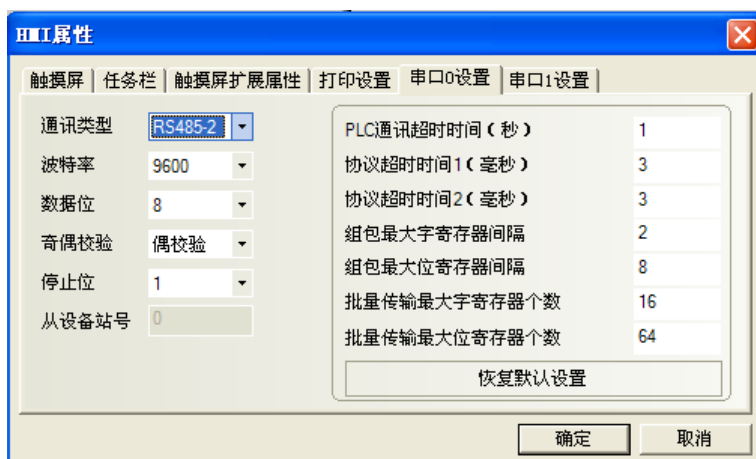 HMI属性
触摸屏 任务栏 触摸屏扩展属性 打印设置 串口0设置 串口1设置
通讯类型 RS485-2
波特率 9600
数据位 8
奇偶校验 偶校验
停止位 1
从设备站号 0
PLC通讯超时时间(秒) 1
协议超时时间1(毫秒) 3
协议超时时间2(毫秒) 3
组包最大字寄存器间隔 2
组包最大位寄存器间隔 8
批量传输最大字寄存器个数 16
批量传输最大位寄存器个数 64
恢复默认设置
确定 取消